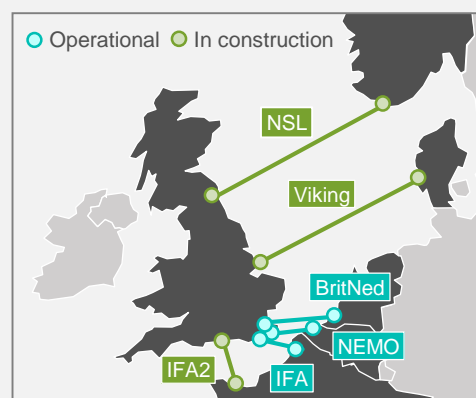 Operational In construction
NSL
Viking
BritNed
NEMO
IFA2
IFA